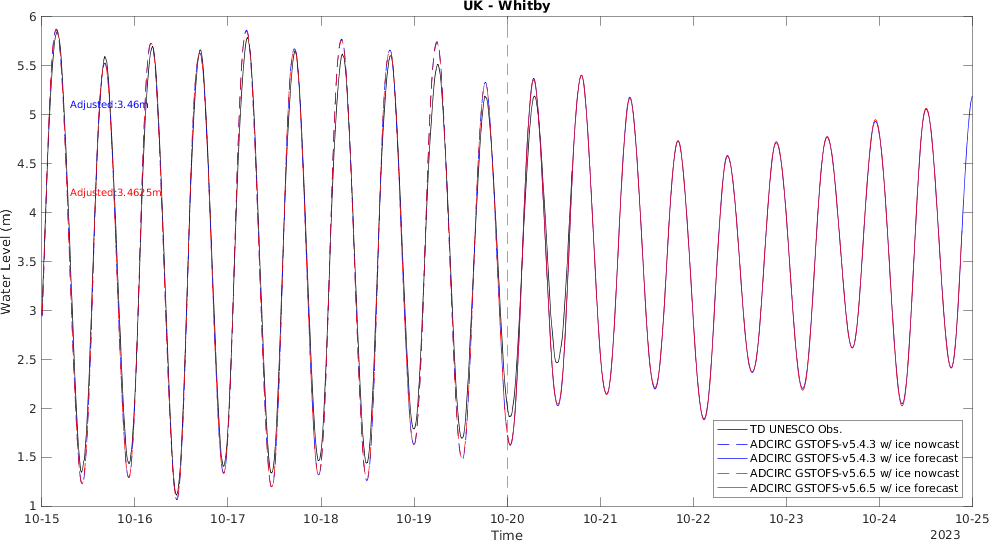 UK - Whitby
6
5.5
5
4.5
4
3.5
3
2.5
2
1.5
1
Water Level (m)
Adjusted:3.46m
Adjusted:3.4625m
TD UNESCO Obs.
ADCIRC GSTOFS-v5.4.3 w/ ice nowcast
ADCIRC GSTOFS-v5.4.3 w/ ice forecast
ADCIRC GSTOFS-v5.6.5 w/ ice nowcast
ADCIRC GSTOFS-v5.6.5 w/ ice forecast
10-15 10-16 10-17 10-18 10-19 10-20 10-21 10-22 10-23 10-24 10-25
Time
2023